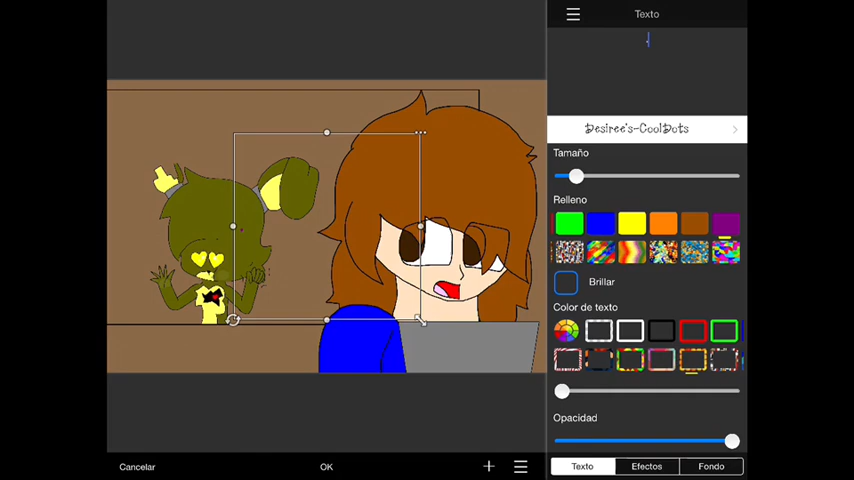 Texto
Desiree's-CoolDots
Tamaño
Relleno
Brillar
Color de texto
Opacidad
Texto
Efectos
Fondo
Cancelar
OK